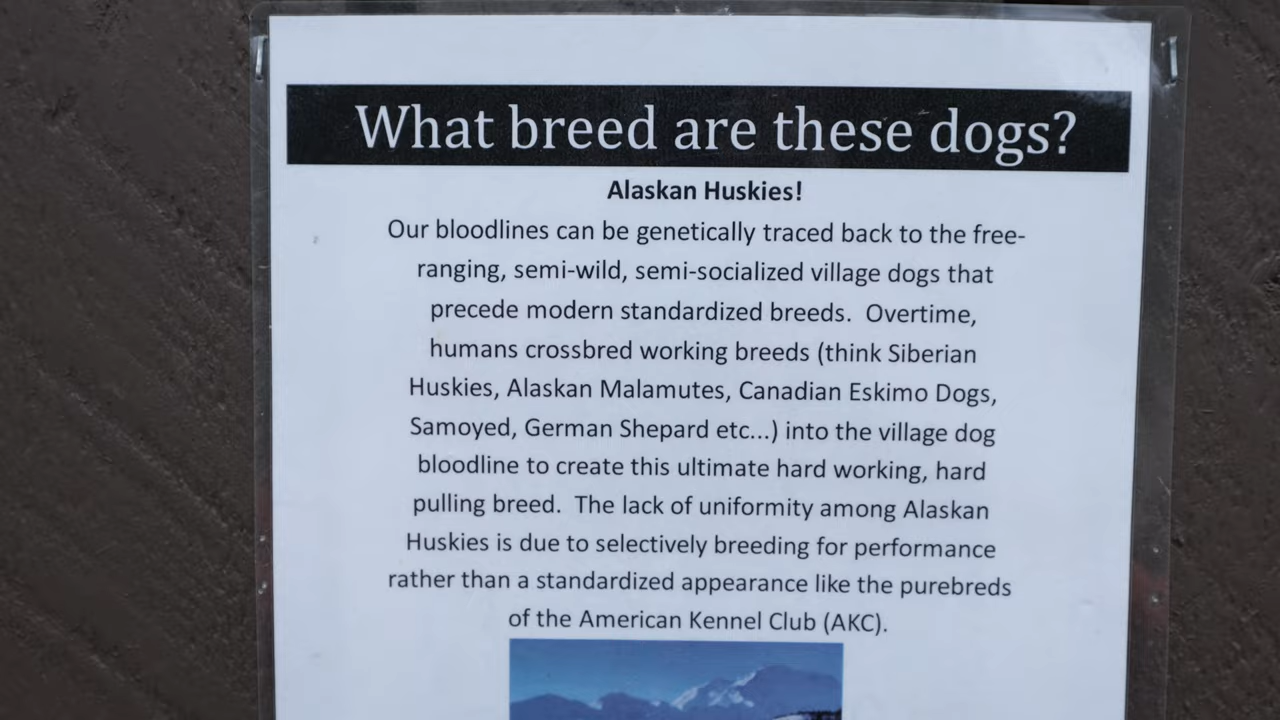 What breed are these dogs?
Alaskan Huskies!
Our bloodlines can be genetically traced back to the free-
ranging, semi-wild, semi-socialized village dogs that
precede modern standardized breeds.  Overtime,
humans crossbred working breeds (think Siberian
Huskies, Alaskan Malamutes, Canadian Eskimo Dogs,
Samoyed, German Shepard etc...) into the village dog
bloodline to create this ultimate hard working, hard
pulling breed.  The lack of uniformity among Alaskan
Huskies is due to selectively breeding for performance
rather than a standardized appearance like the purebreds
of the American Kennel Club (AKC).